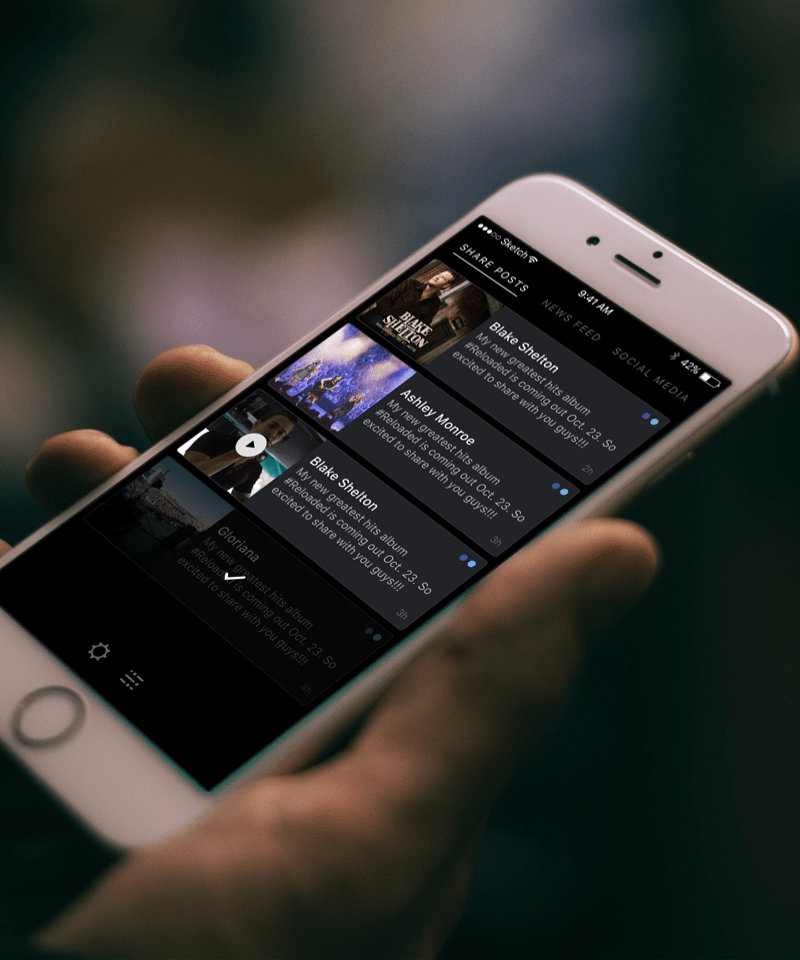 Sketch
9:41 AM
42%
SHARE POSTS
NEWS FEED
SOCIAL MEDIA
BLAKE
SHELTON
Blake Shelton
My new greatest hits album
#Reloaded is coming out Oct. 23. So
excited to share with you guys!!!
2h
Ashley Monroe
My new greatest hits album
#Reloaded is coming out Oct. 23. So
excited to share with you guys!!!
3h
Blake Shelton
My new greatest hits album
#Reloaded is coming out Oct. 23. So
excited to share with you guys!!!
3h
Gloriana
My new greatest hits album
#Reloaded is coming out Oct. 23. So
excited to share with you guys!!!
4h